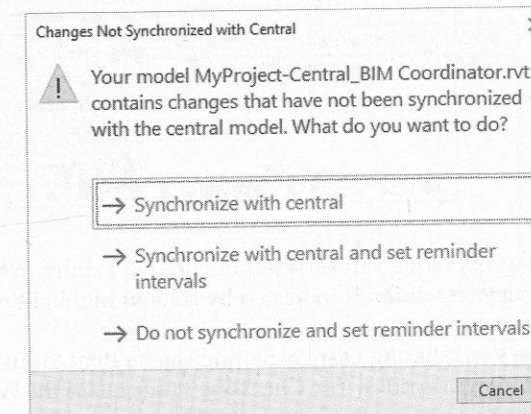 Changes Not Synchronized with Central
Your model MyProject-Central_BIM Coordinator.rvt
contains changes that have not been synchronized
with the central model. What do you want to do?
→ Synchronize with central
→ Synchronize with central and set reminder
intervals
→ Do not synchronize and set reminder intervals
Cancel